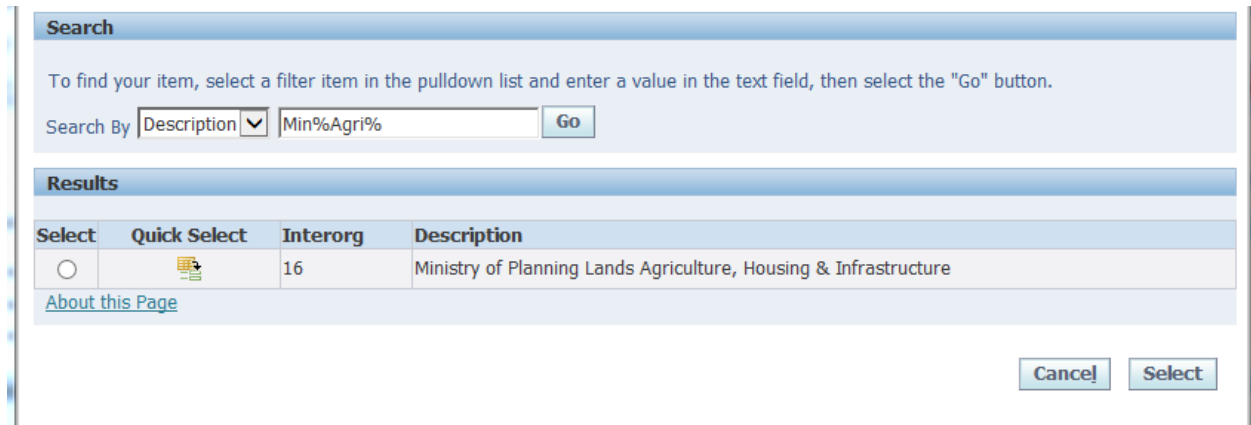 Search
To find your item, select a filter item in the pulldown list and enter a value in the text field, then select the "Go" button.
Search By Description Min%Agri% Go
Results
Select Quick Select Interorg Description
16 Ministry of Planning Lands Agriculture, Housing & Infrastructure
About this Page
Cancel Select